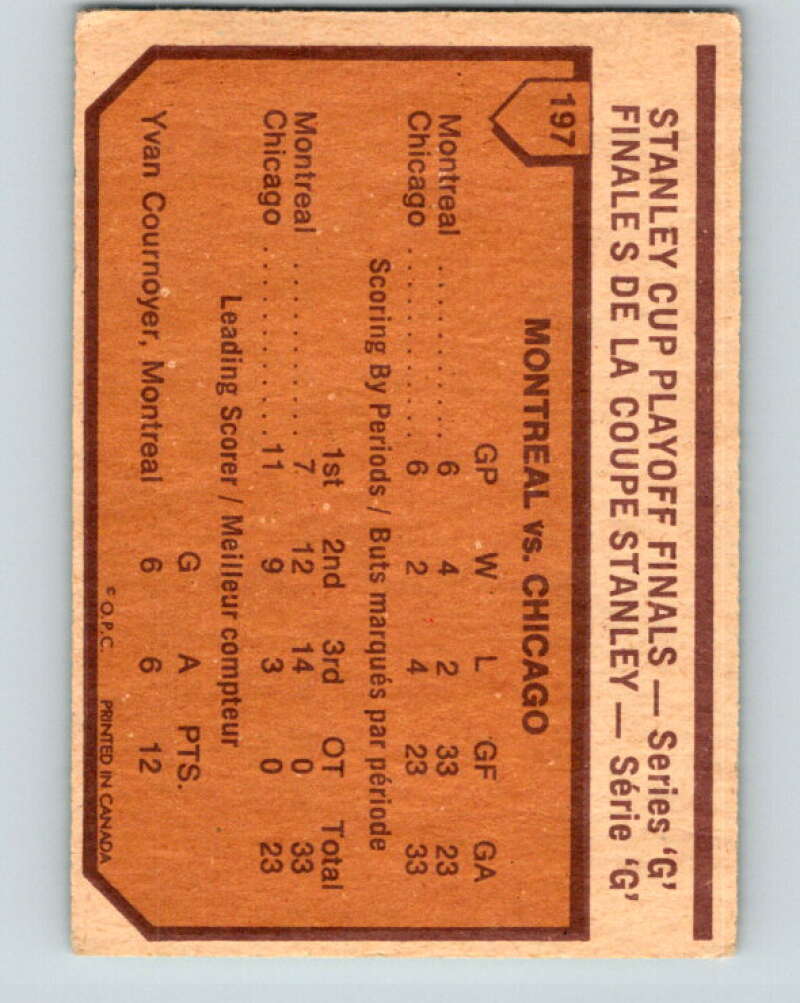 STANLEY CUP PLAYOFF FINALS — Series 'G'
FINALES DE LA COUPE STANLEY — Série 'G'
197
MONTREAL vs. CHICAGO
GP W L GF GA
Montreal . . . . . . . . . . 6 4 2 33 23
Chicago . . . . . . . . . . 6 2 4 23 33
Scoring By Periods / Buts marqués par période
1st 2nd 3rd OT Total
Montreal . . . . . . . . . 7 12 14 0 33
Chicago . . . . . . . . . . 11 9 3 0 23
Leading Scorer / Meilleur compteur
G A PTS.
Yvan Cournoyer, Montreal 6 6 12
© O.P.C. PRINTED IN CANADA